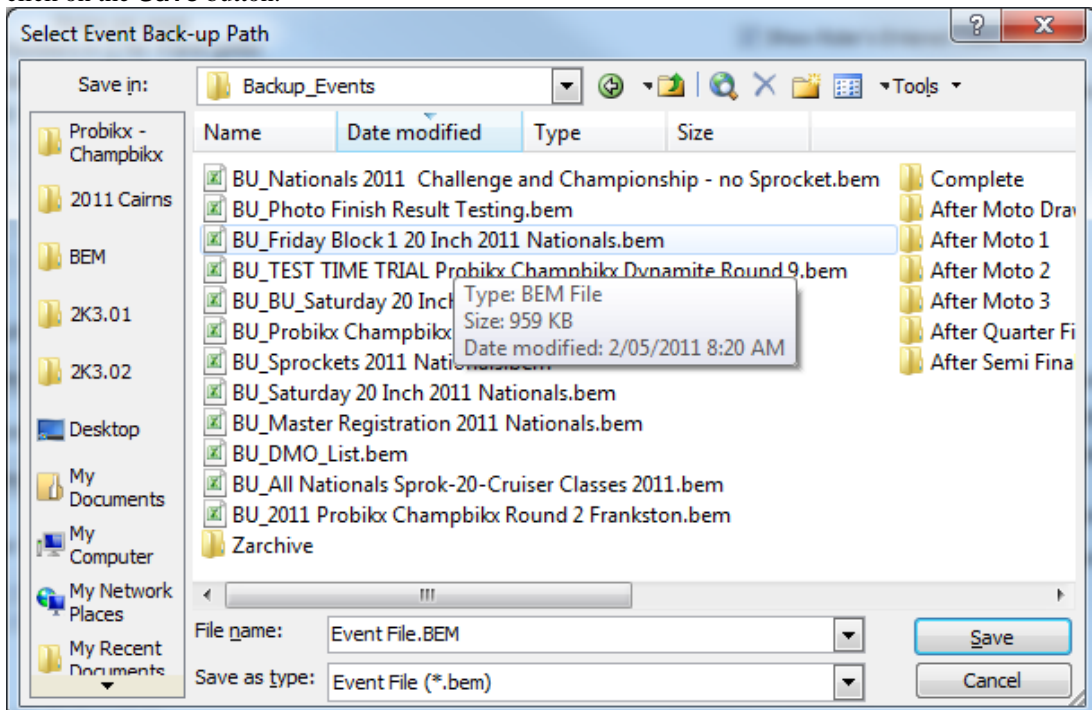 Select Event Back-up Path
Save in:
Backup_Events
Tools
Probikx -
Champbikx
2011 Cairns
BEM
2K3.01
2K3.02
Desktop
My
Documents
My
Computer
My Network
Places
My Recent
Documents
Name Date modified Type Size
BU_Nationals 2011 Challenge and Championship - no Sprocket.bem
BU_Photo Finish Result Testing.bem
BU_Friday Block 1 20 Inch 2011 Nationals.bem
BU_TEST TIME TRIAL Probikx Champbikx Dynamite Round 9.bem
BU_BU_Saturday 20 Inch
BU_Probikx Champbikx
BU_Sprockets 2011 Nationals.bem
BU_Saturday 20 Inch 2011 Nationals.bem
BU_Master Registration 2011 Nationals.bem
BU_DMO_List.bem
BU_All Nationals Sprok-20-Cruiser Classes 2011.bem
BU_2011 Probikx Champbikx Round 2 Frankston.bem
Zarchive
Type: BEM File
Size: 959 KB
Date modified: 2/05/2011 8:20 AM
Complete
After Moto Draw
After Moto 1
After Moto 2
After Moto 3
After Quarter Fi
After Semi Fina
File name: Event File.BEM
Save
Save as type: Event File (*.bem)
Cancel